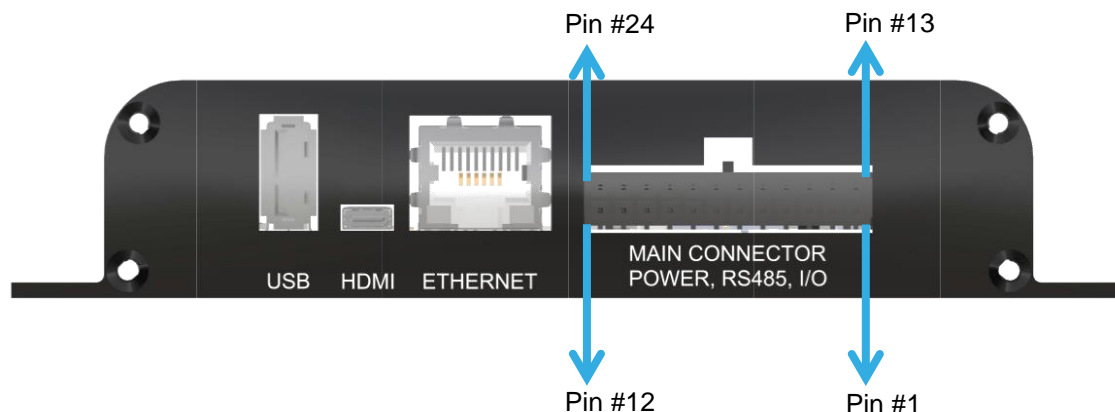 Pin #24
Pin #13
USB
HDMI
ETHERNET
MAIN CONNECTOR
POWER, RS485, I/O
Pin #12
Pin #1